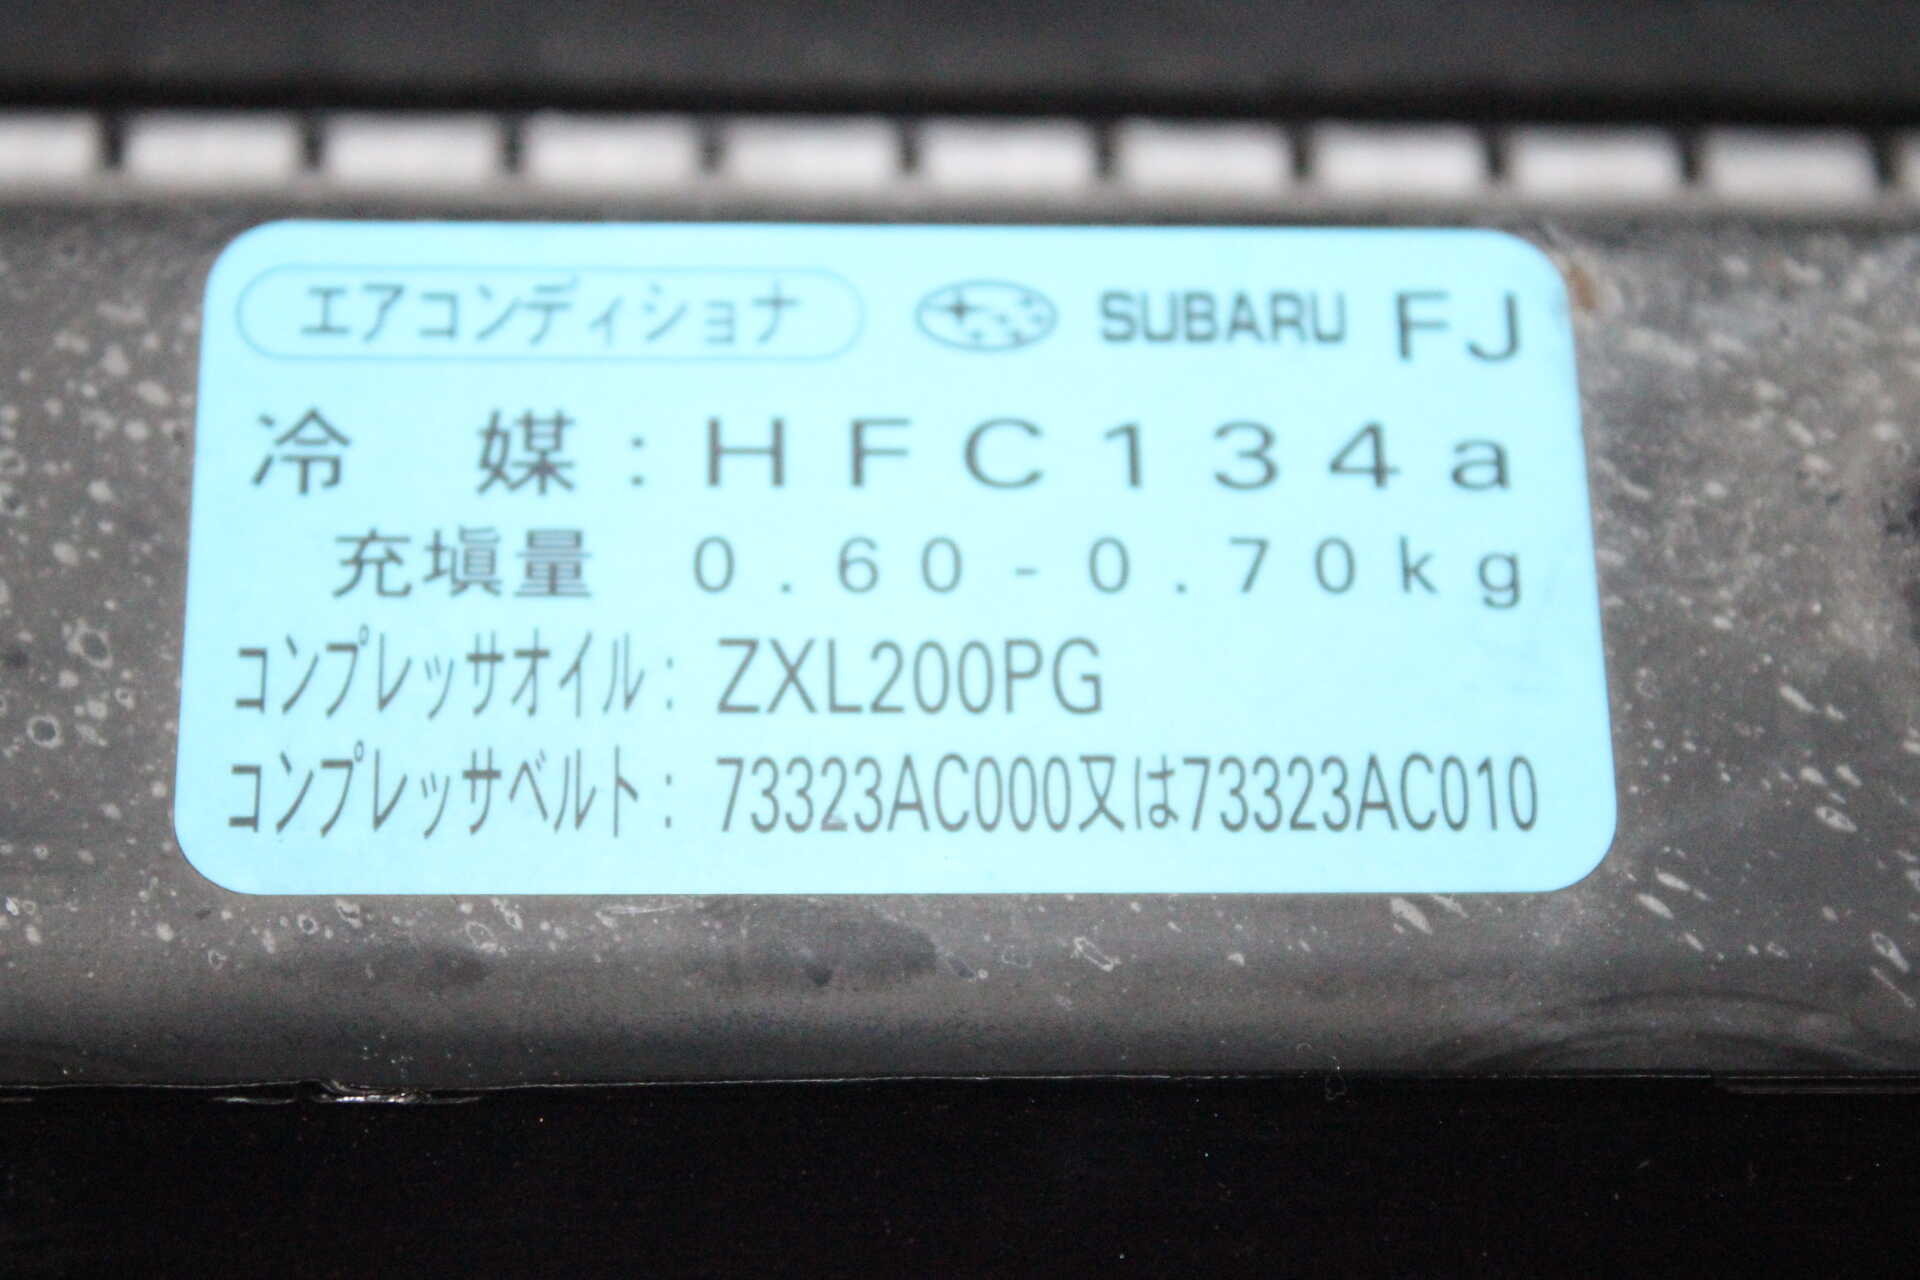 エアコンディショナ SUBARU FJ
冷媒:HFC134a
充塡量 0.60-0.70kg
コンプレッサオイル:ZXL200PG
コンプレッサベルト:73323AC000又は73323AC010